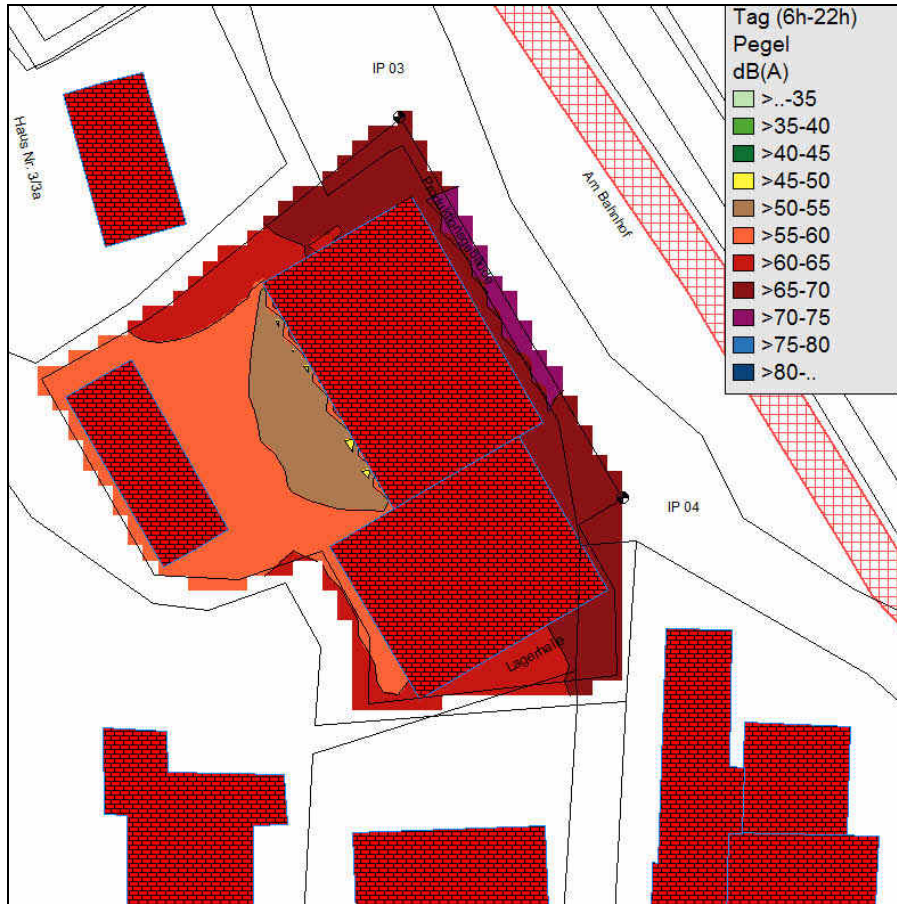 Tag (6h-22h)
Pegel
dB(A)
>..-35
>35-40
>40-45
>45-50
>50-55
>55-60
>60-65
>65-70
>70-75
>75-80
>80-..
IP 03
Haus Nr. 3/3a
Am Bahnhof
IP 04
Lagerhalle